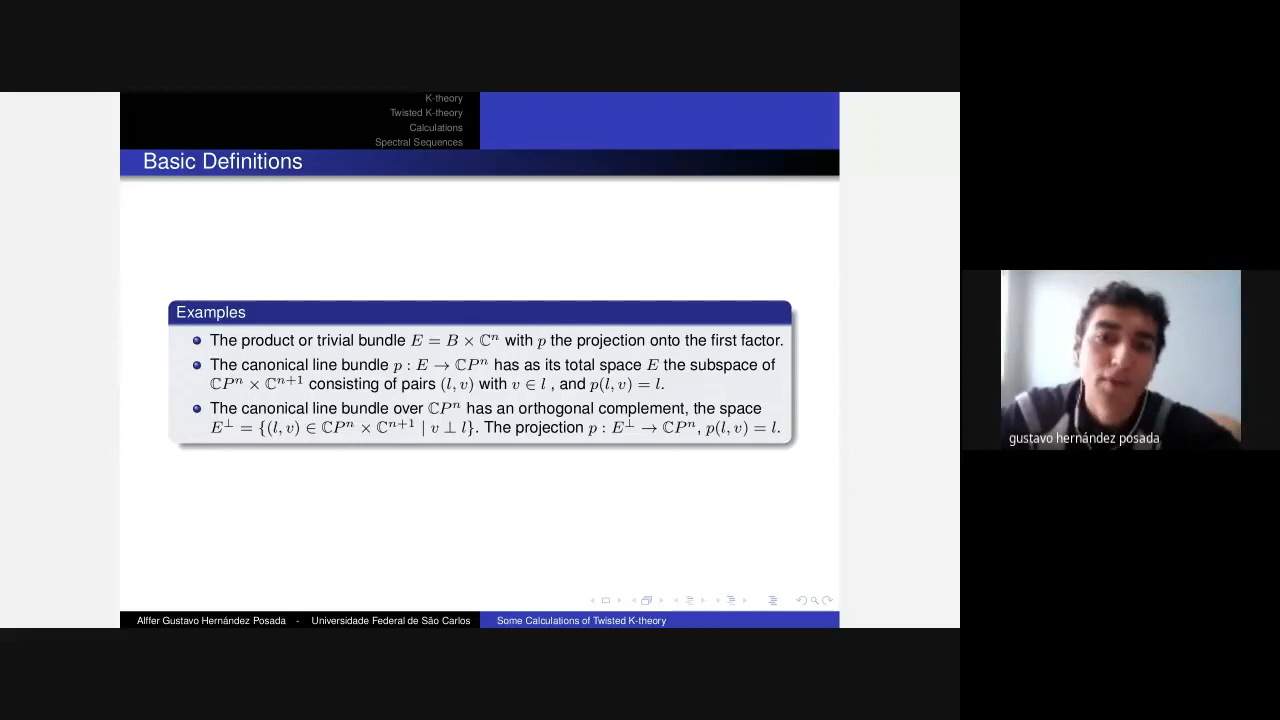 K-theory
Twisted K-theory
Calculations
Spectral Sequences
Basic Definitions
Examples
The product or trivial bundle E = B × ℂⁿ with p the projection onto the first factor.
The canonical line bundle p : E → ℂPⁿ has as its total space E the subspace of
ℂPⁿ × ℂⁿ⁺¹ consisting of pairs (l, v) with v ∈ l , and p(l, v) = l.
The canonical line bundle over ℂPⁿ has an orthogonal complement, the space
E^⊥ = {(l, v) ∈ ℂPⁿ × ℂⁿ⁺¹ | v ⊥ l}. The projection p : E^⊥ → ℂPⁿ, p(l, v) = l.
gustavo hernández posada
Alffer Gustavo Hernández Posada - Universidade Federal de São Carlos
Some Calculations of Twisted K-theory